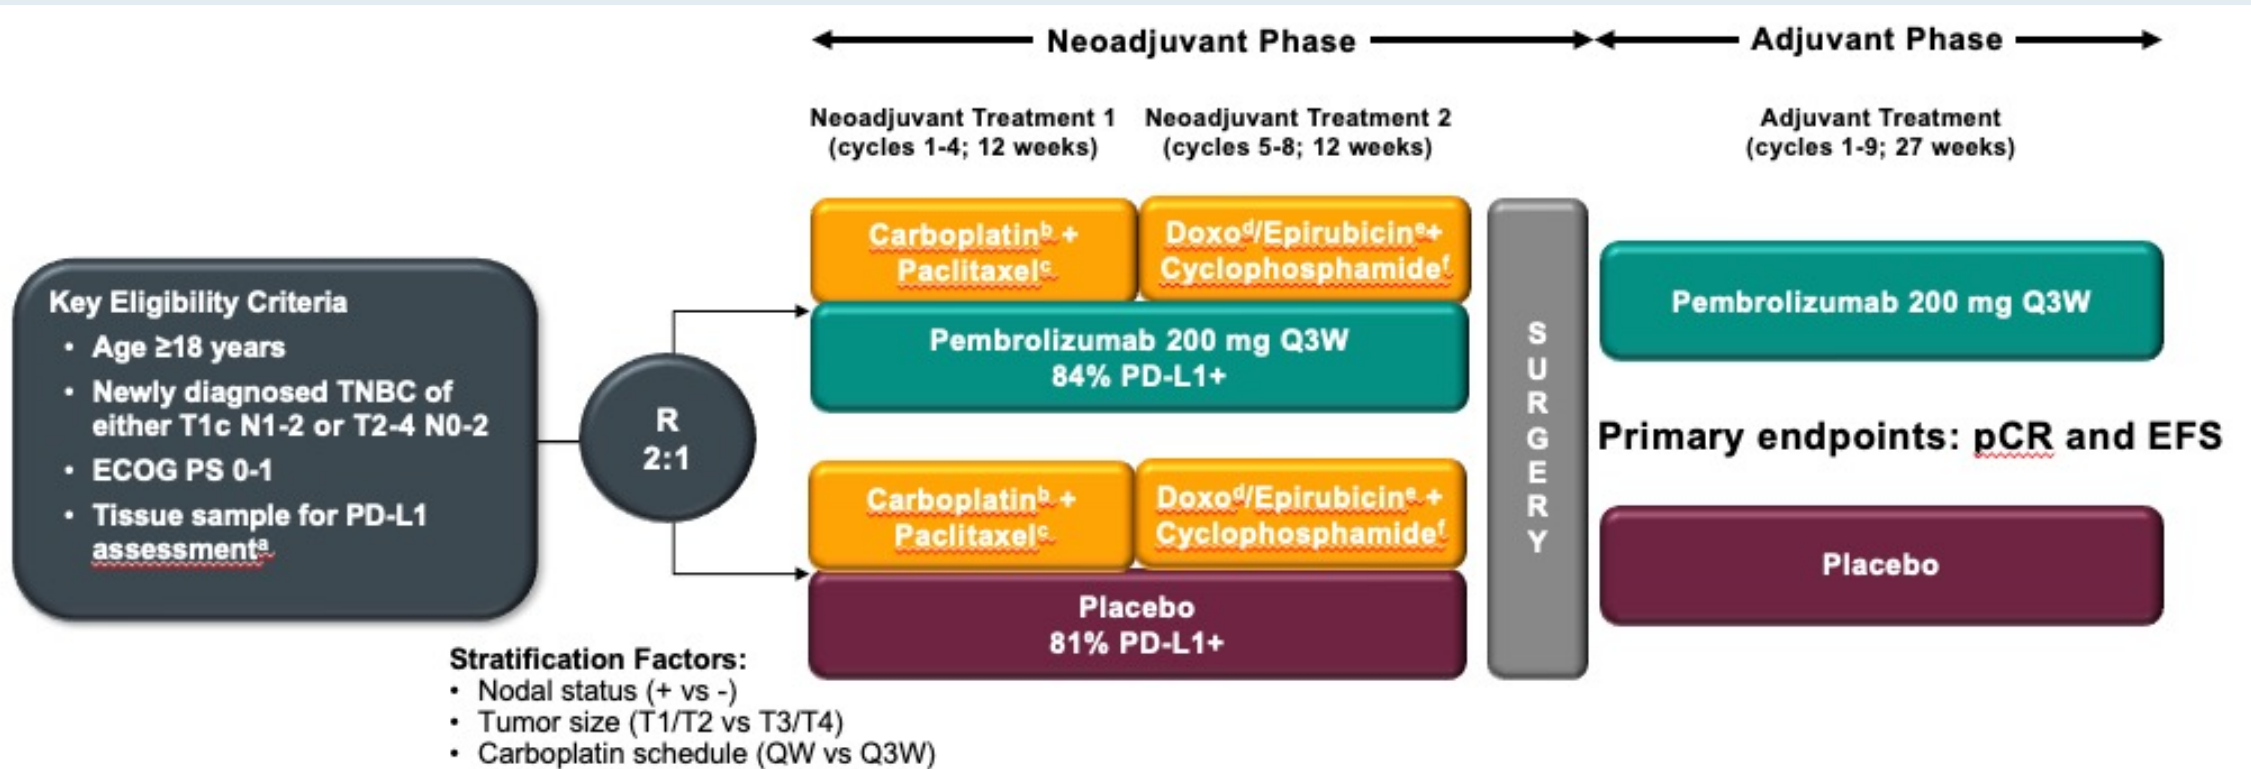 Neoadjuvant Phase
Adjuvant Phase
Neoadjuvant Treatment 1
(cycles 1-4; 12 weeks)
Neoadjuvant Treatment 2
(cycles 5-8; 12 weeks)
Adjuvant Treatment
(cycles 1-9; 27 weeks)
Key Eligibility Criteria
• Age ≥18 years
• Newly diagnosed TNBC of
either T1c N1-2 or T2-4 N0-2
• ECOG PS 0-1
• Tissue sample for PD-L1
assessmentᵃ
R
2:1
Carboplatinᵇ +
Paclitaxelᶜ
Doxoᵈ/Epirubicinᵉ+
Cyclophosphamideᶠ
Pembrolizumab 200 mg Q3W
84% PD-L1+
Carboplatinᵇ +
Paclitaxelᶜ
Doxoᵈ/Epirubicinᵉ +
Cyclophosphamideᶠ
Placebo
81% PD-L1+
S
U
R
G
E
R
Y
Pembrolizumab 200 mg Q3W
Primary endpoints: pCR and EFS
Placebo
Stratification Factors:
• Nodal status (+ vs -)
• Tumor size (T1/T2 vs T3/T4)
• Carboplatin schedule (QW vs Q3W)